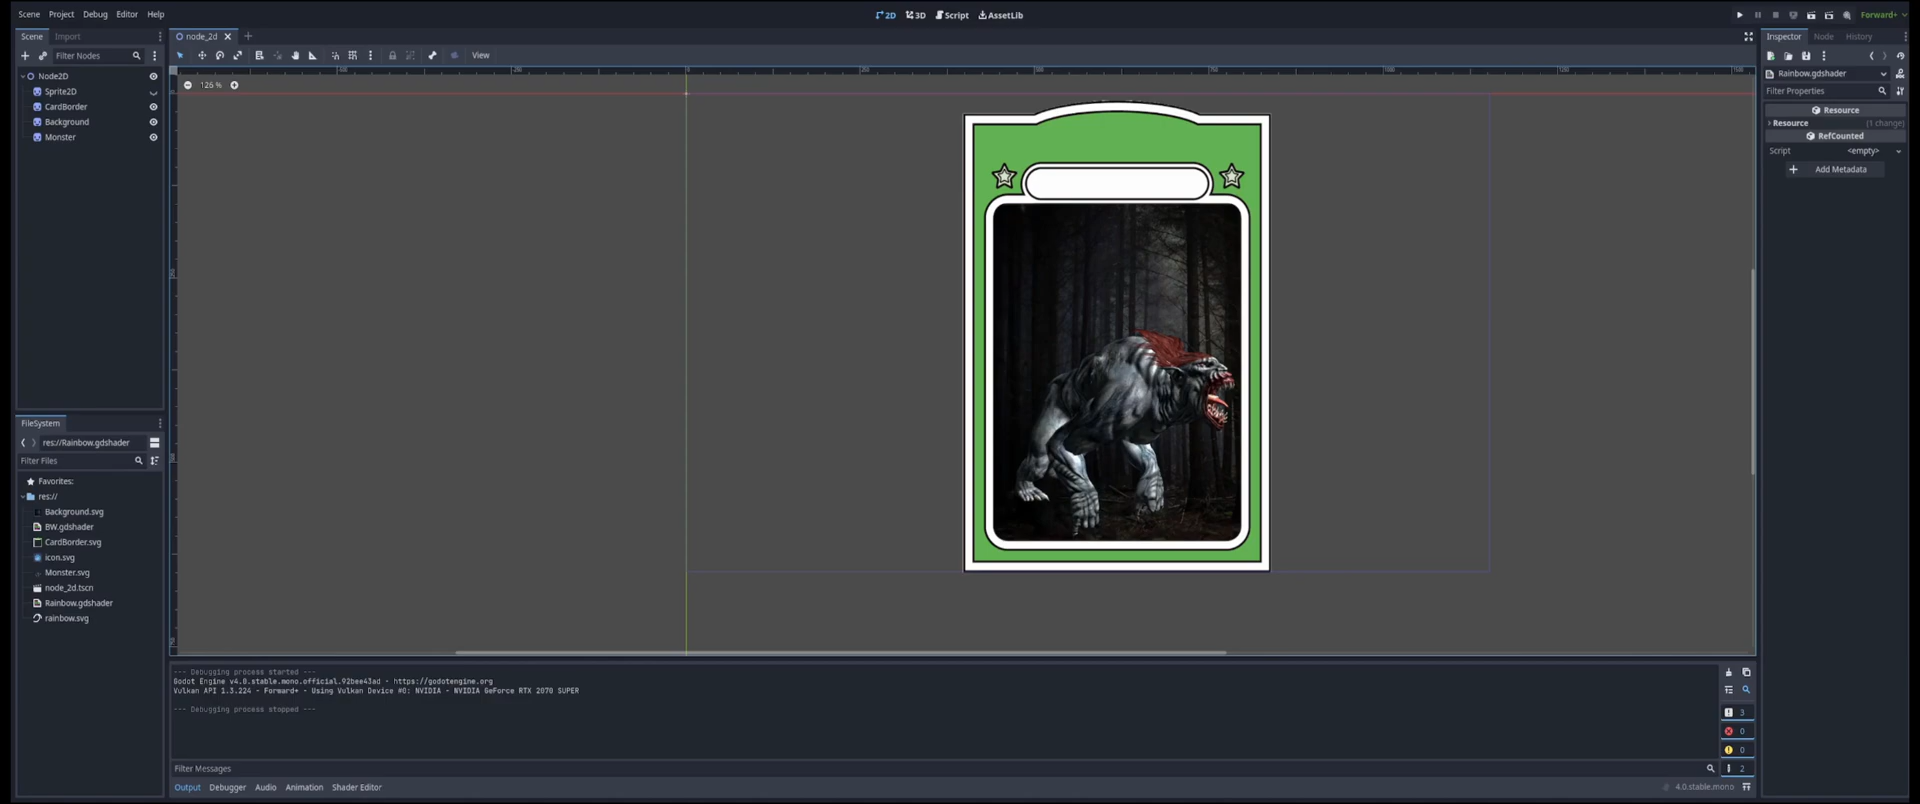 Scene Project Debug Editor Help
2D 3D Script AssetLib
Forward+
Scene Import
node_2d
Inspector Node History
Filter Nodes
View
Node2D
Sprite2D
CardBorder
Background
Monster
126 %
Rainbow.gdshader
Filter Properties
Resource
Resource (1 change)
RefCounted
Script <empty>
Add Metadata
FileSystem
res://Rainbow.gdshader
Filter Files
Favorites:
res://
Background.svg
BW.gdshader
CardBorder.svg
icon.svg
Monster.svg
node_2d.tscn
Rainbow.gdshader
rainbow.svg
--- Debugging process started ---
Godot Engine v4.0.stable.mono.official.92bee43ad - https://godotengine.org
Vulkan API 1.3.224 - Forward+ - Using Vulkan Device #0: NVIDIA - NVIDIA GeForce RTX 2070 SUPER
--- Debugging process stopped ---
3
0
0
2
Filter Messages
Output Debugger Audio Animation Shader Editor
4.0.stable.mono